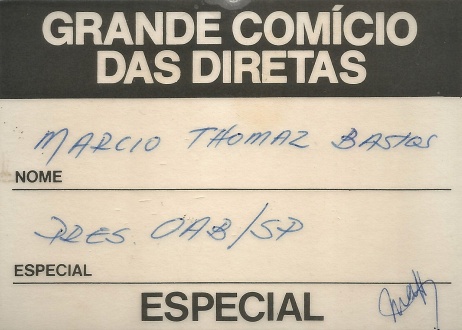 GRANDE COMÍCIO
DAS DIRETAS
MARCIO THOMAZ BASTOS
NOME
PRES. OAB/SP
ESPECIAL
ESPECIAL